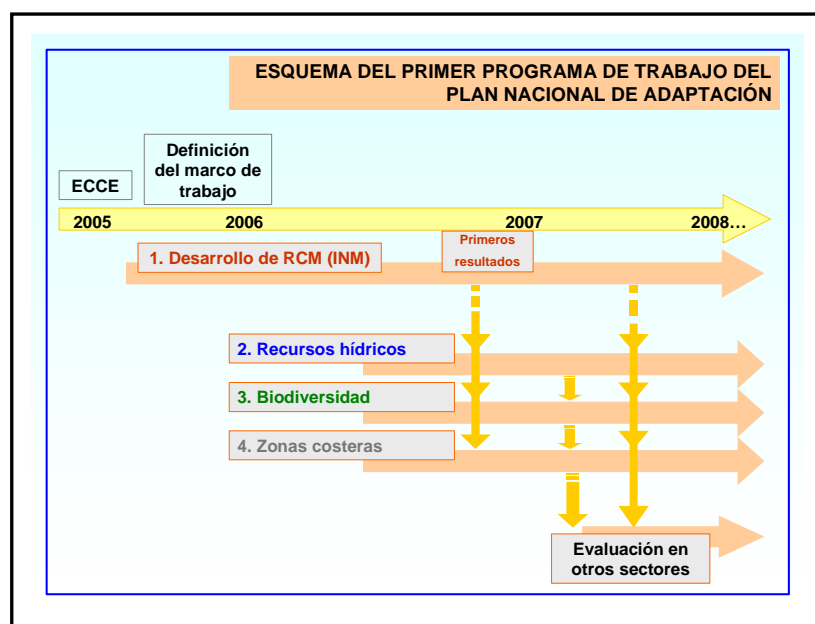 ESQUEMA DEL PRIMER PROGRAMA DE TRABAJO DEL
PLAN NACIONAL DE ADAPTACIÓN
Definición
del marco de
trabajo
ECCE
2005
2006
2007
2008…
1. Desarrollo de RCM (INM)
Primeros
resultados
2. Recursos hídricos
3. Biodiversidad
4. Zonas costeras
Evaluación en
otros sectores